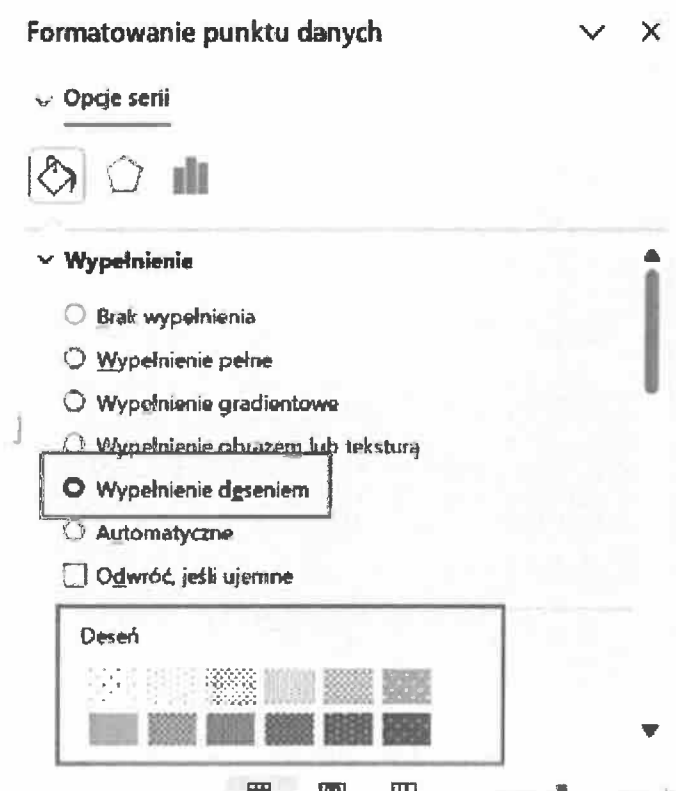 Formatowanie punktu danych
Opcje serii
Wypełnienie
Brak wypełnienia
Wypełnienie pełne
Wypełnienie gradientowe
Wypełnienie obrazem lub teksturą
Wypełnienie deseniem
Automatyczne
Odwróć, jeśli ujemne
Deseń